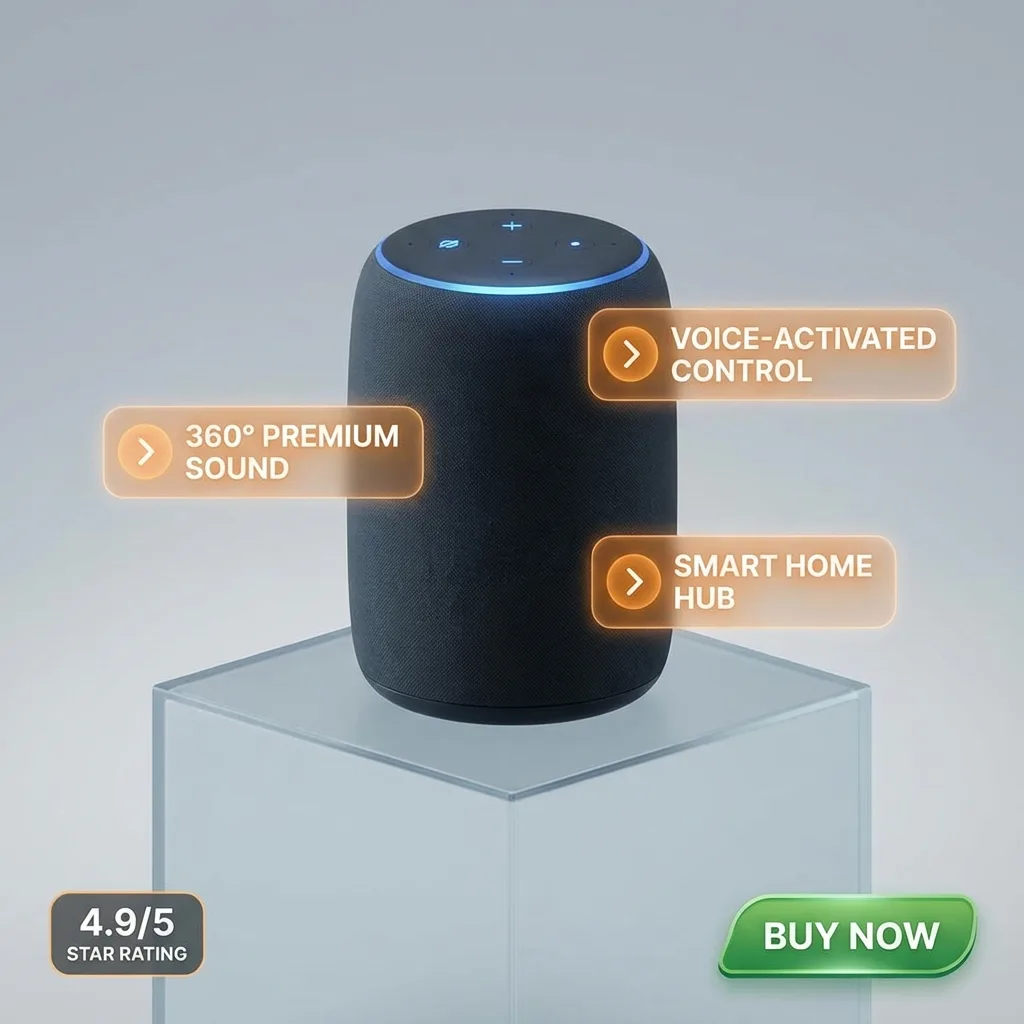 VOICE-ACTIVATED
CONTROL
360° PREMIUM
SOUND
SMART HOME
HUB
4.9/5
STAR RATING
BUY NOW